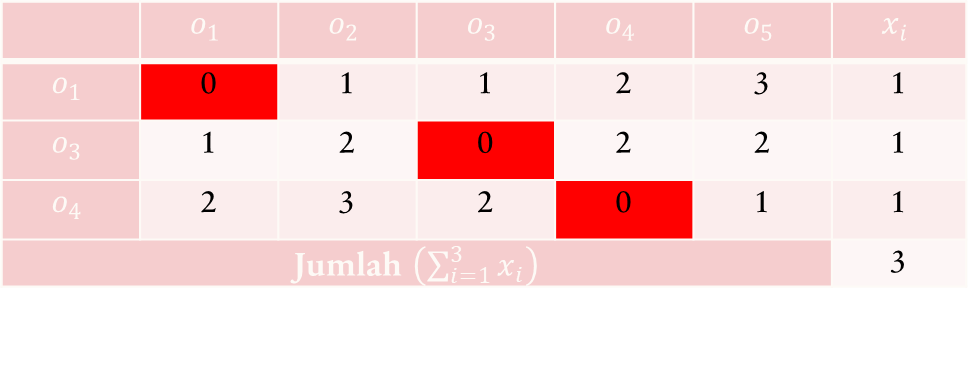 o₁ o₂ o₃ o₄ o₅ xᵢ
o₁ 0 1 1 2 3 1
o₃ 1 2 0 2 2 1
o₄ 2 3 2 0 1 1
Jumlah (∑³ᵢ₌₁ xᵢ) 3